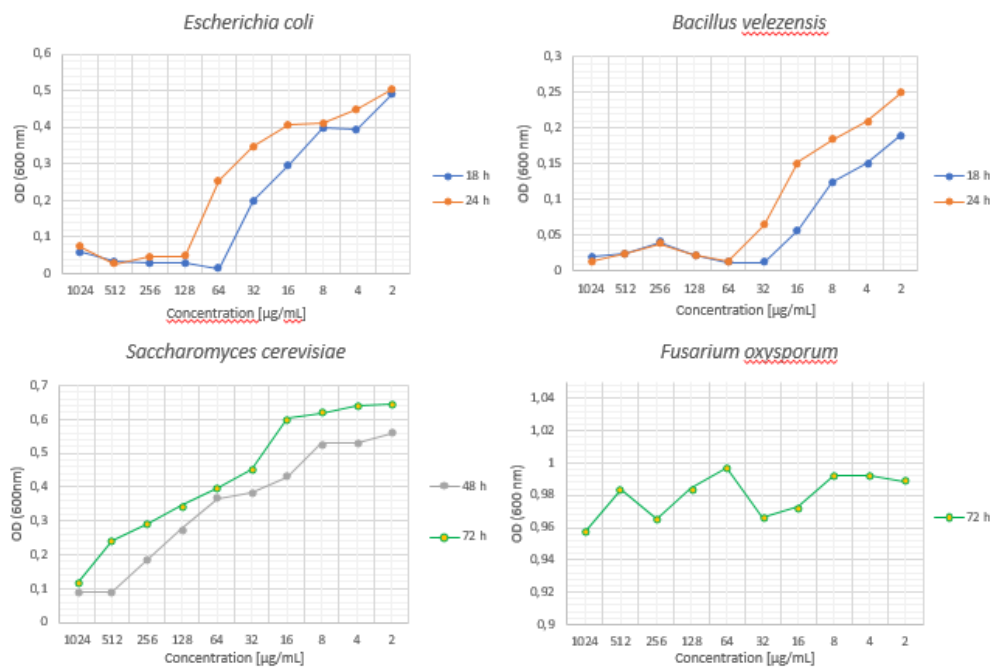 Escherichia coli
0,6
0,5
0,4
0,3
0,2
0,1
0
OD (600 nm)
1024 512 256 128 64 32 16 8 4 2
Concentration [µg/mL]
18 h
24 h
Bacillus velezensis
0,3
0,25
0,2
0,15
0,1
0,05
0
OD (600 nm)
1024 512 256 128 64 32 16 8 4 2
Concentration [µg/mL]
18 h
24 h
Saccharomyces cerevisiae
0,7
0,6
0,5
0,4
0,3
0,2
0,1
0
OD (600nm)
1024 512 256 128 64 32 16 8 4 2
Concentration [µg/mL]
48 h
72 h
Fusarium oxysporum
1,04
1,02
1
0,98
0,96
0,94
0,92
0,9
OD (600 nm)
1024 512 256 128 64 32 16 8 4 2
Concentration [µg/mL]
72 h